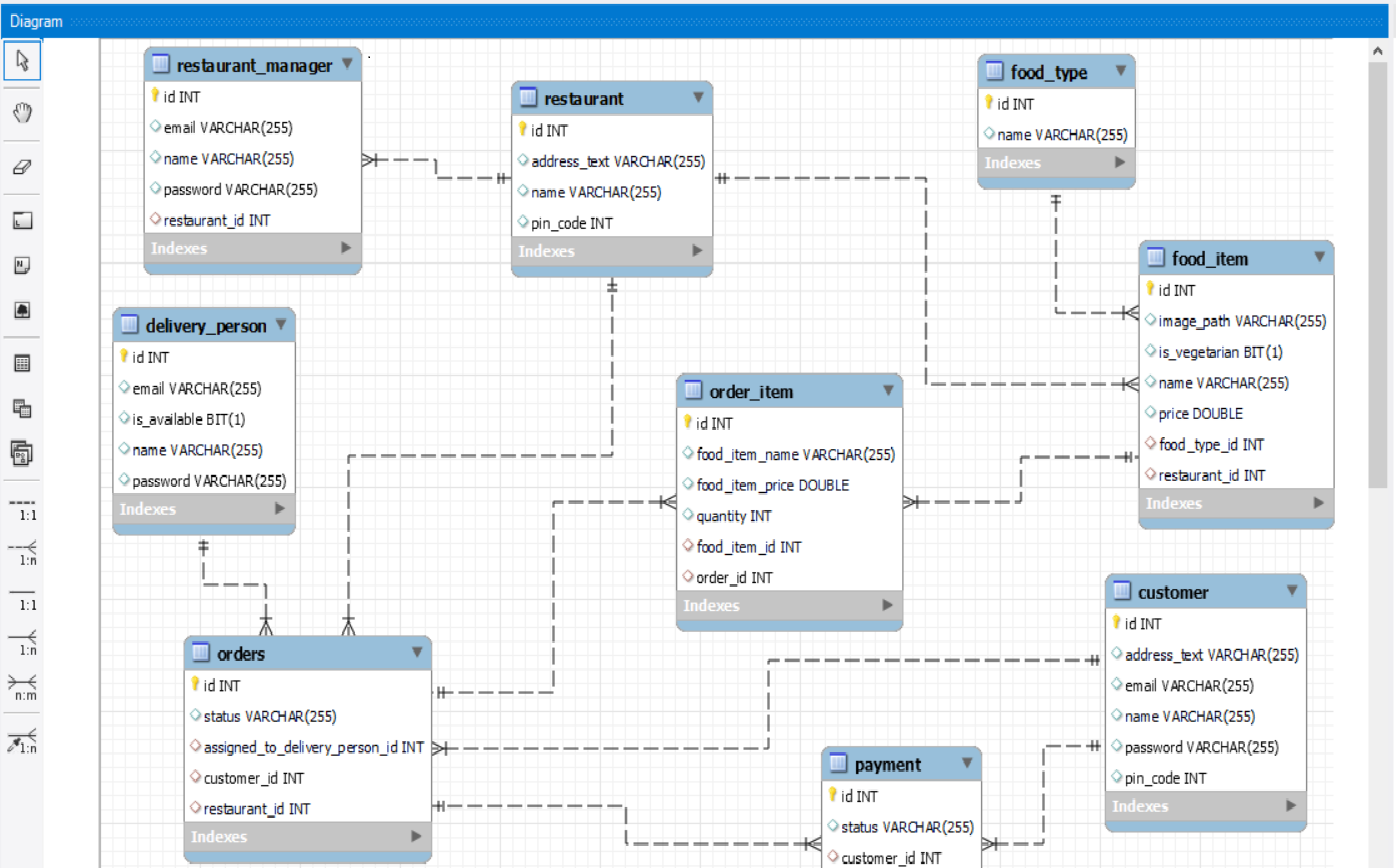 Diagram
restaurant_manager
id INT
email VARCHAR(255)
name VARCHAR(255)
password VARCHAR(255)
restaurant_id INT
Indexes
restaurant
id INT
address_text VARCHAR(255)
name VARCHAR(255)
pin_code INT
Indexes
food_type
id INT
name VARCHAR(255)
Indexes
food_item
id INT
image_path VARCHAR(255)
is_vegetarian BIT(1)
name VARCHAR(255)
price DOUBLE
food_type_id INT
restaurant_id INT
Indexes
delivery_person
id INT
email VARCHAR(255)
is_available BIT(1)
name VARCHAR(255)
password VARCHAR(255)
Indexes
order_item
id INT
food_item_name VARCHAR(255)
food_item_price DOUBLE
quantity INT
food_item_id INT
order_id INT
Indexes
customer
id INT
address_text VARCHAR(255)
email VARCHAR(255)
name VARCHAR(255)
password VARCHAR(255)
pin_code INT
Indexes
orders
id INT
status VARCHAR(255)
assigned_to_delivery_person_id INT
customer_id INT
restaurant_id INT
Indexes
payment
id INT
status VARCHAR(255)
customer_id INT
1:1
1:n
1:1
1:n
n:m
1:n